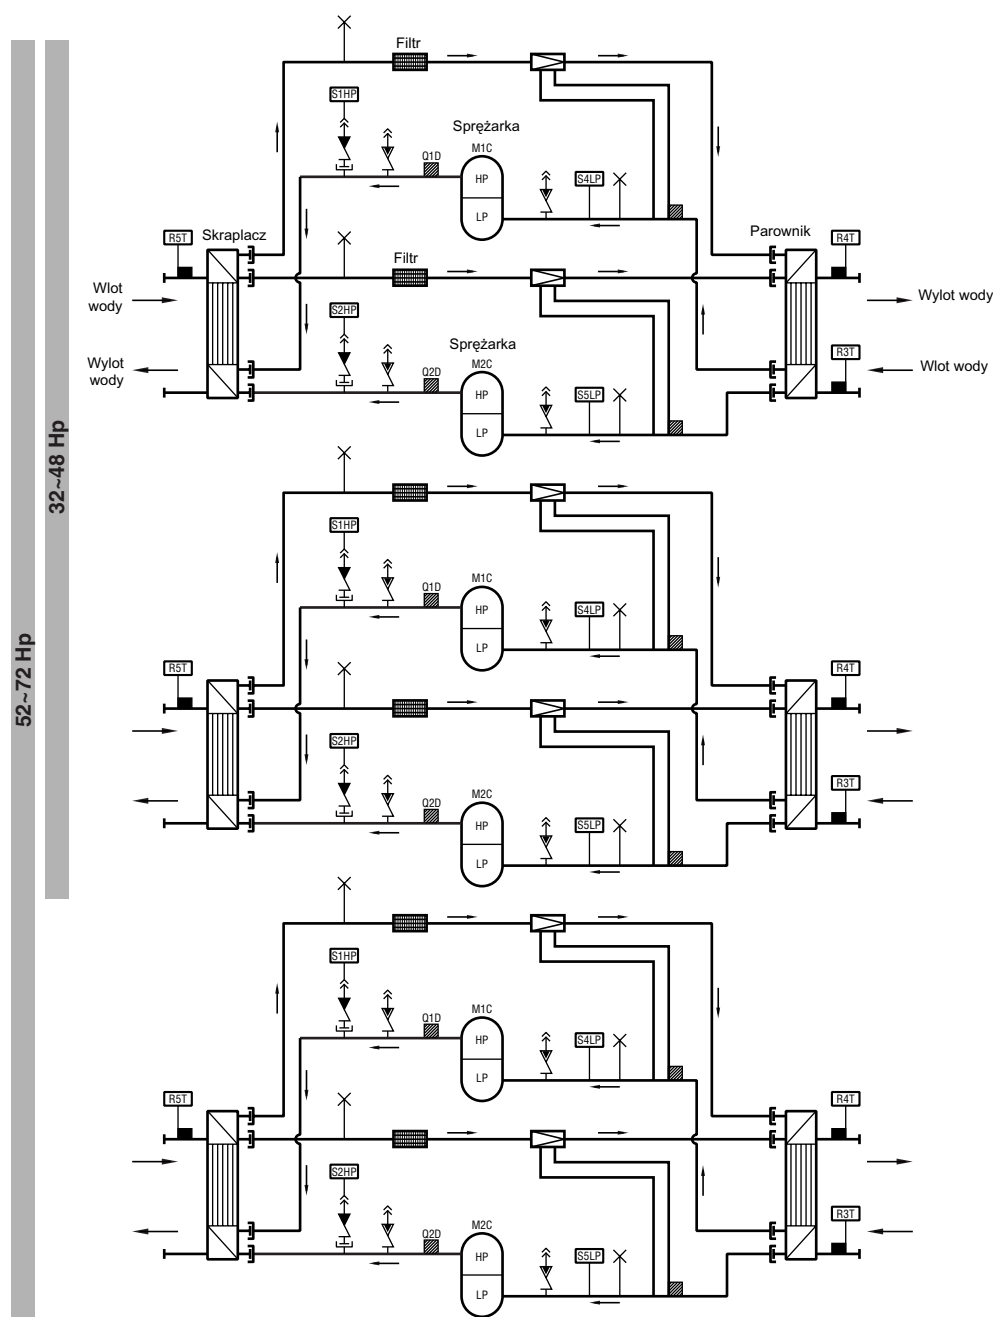 Filtr
S1HP
Sprężarka
Q1D
M1C
HP
S4LP
LP
R5T
Skraplacz
Parownik
R4T
Filtr
Wlot
wody
Wylot wody
S2HP
Sprężarka
R3T
Wylot
wody
Wlot wody
Q2D
M2C
HP
S5LP
LP
32~48 Hp
S1HP
Q1D
M1C
HP
S4LP
LP
52~72 Hp
R5T
R4T
S2HP
R3T
Q2D
M2C
HP
S5LP
LP
S1HP
Q1D
M1C
HP
S4LP
LP
R5T
R4T
S2HP
R3T
Q2D
M2C
HP
S5LP
LP